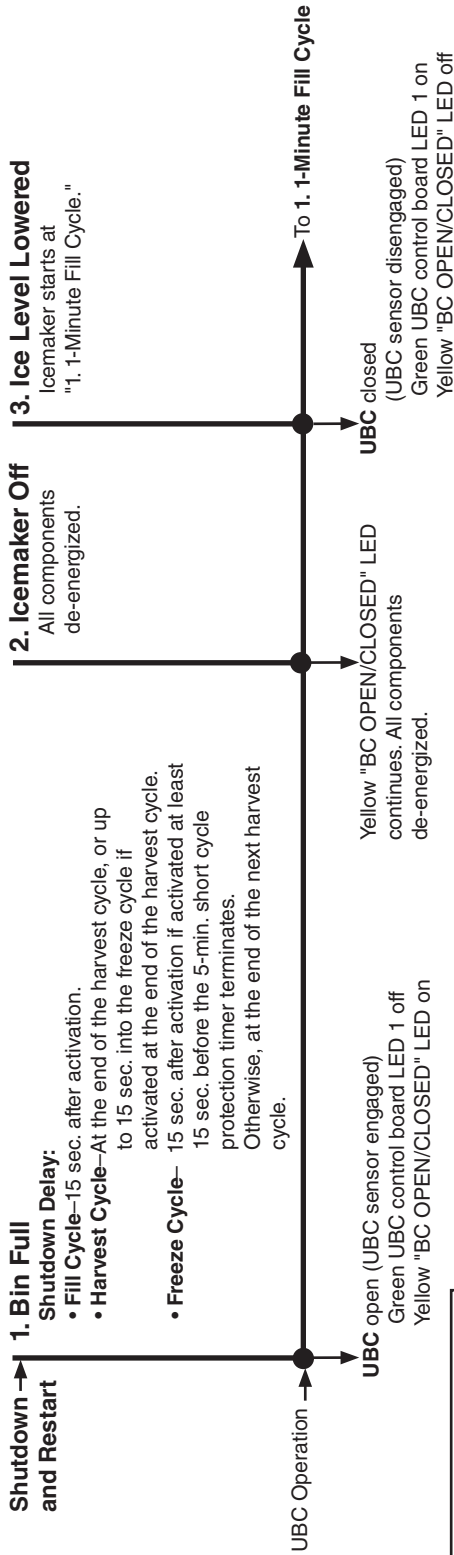 Shutdown
and Restart
1. Bin Full
Shutdown Delay:
• Fill Cycle–15 sec. after activation.
• Harvest Cycle–At the end of the harvest cycle, or up
to 15 sec. into the freeze cycle if
activated at the end of the harvest cycle.
• Freeze Cycle– 15 sec. after activation if activated at least
15 sec. before the 5-min. short cycle
protection timer terminates.
Otherwise, at the end of the next harvest
cycle.
2. Icemaker Off
All components
de-energized.
3. Ice Level Lowered
Icemaker starts at
"1. 1-Minute Fill Cycle."
UBC Operation
To 1. 1-Minute Fill Cycle
UBC open (UBC sensor engaged)
Green UBC control board LED 1 off
Yellow "BC OPEN/CLOSED" LED on
Yellow "BC OPEN/CLOSED" LED
continues. All components
de-energized.
UBC closed
(UBC sensor disengaged)
Green UBC control board LED 1 on
Yellow "BC OPEN/CLOSED" LED off